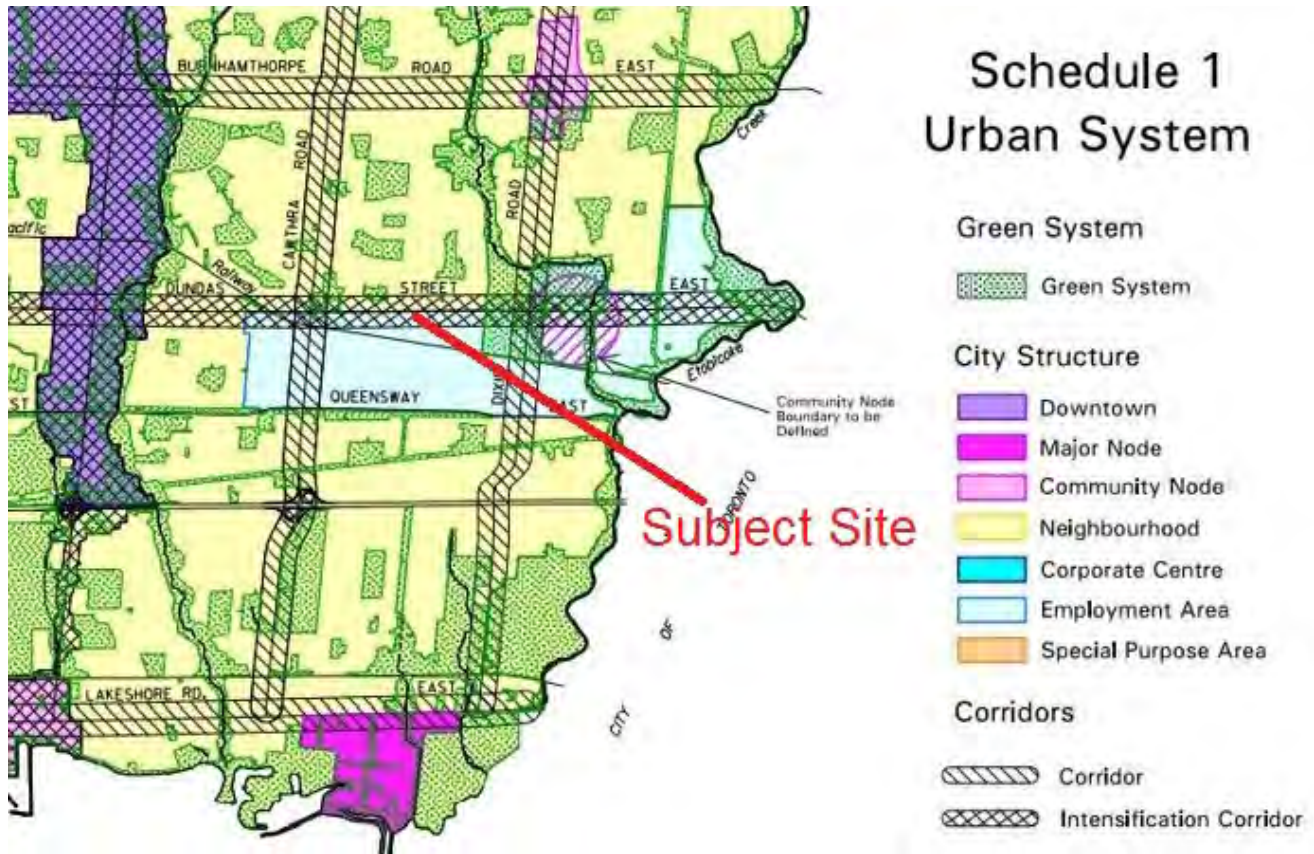 BURNHAMTHORPE ROAD EAST
Creek
ROAD
CAWTHRA
ROAD
acific
Railway
DUNDAS STREET EAST
Etobicoke
DIXIE
QUEENSWAY EAST
Community Node
Boundary to be
Defined
TORONTO
Subject Site
OF
CITY
LAKESHORE RD. EAST
Schedule 1
Urban System
Green System
Green System
City Structure
Downtown
Major Node
Community Node
Neighbourhood
Corporate Centre
Employment Area
Special Purpose Area
Corridors
Corridor
Intensification Corridor